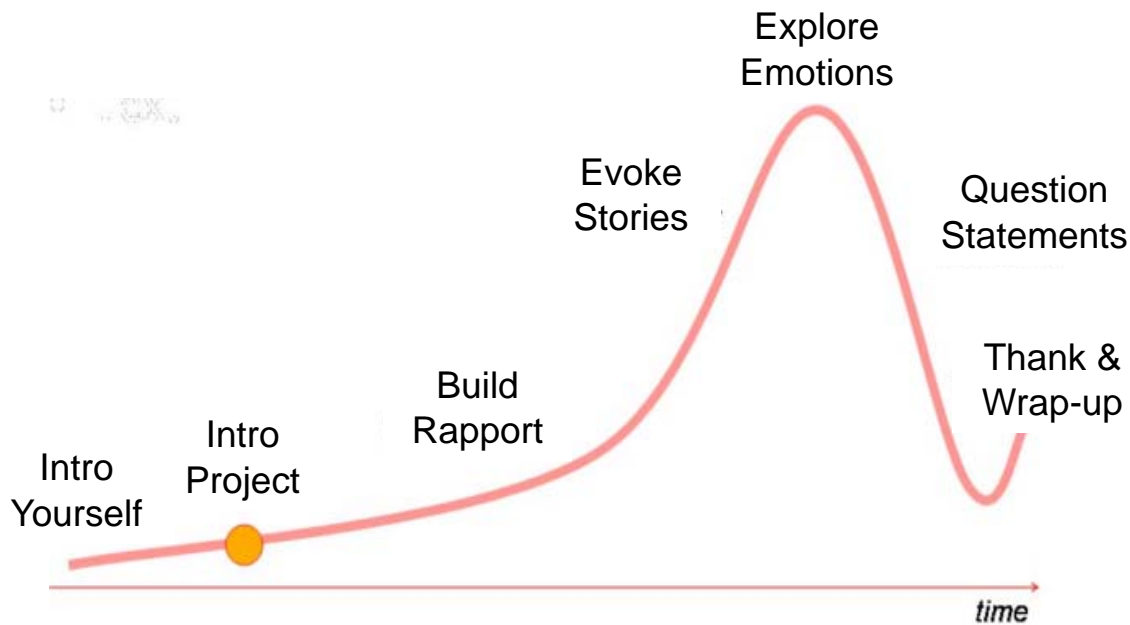 Explore
Emotions
Evoke
Stories
Question
Statements
Thank &
Wrap-up
Build
Rapport
Intro
Project
Intro
Yourself
time